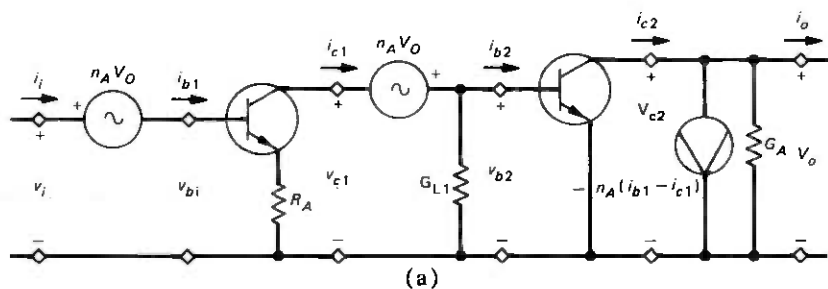 i_i n_A V_O i_b1 i_c1 n_A V_O i_b2 i_c2 i_o
+ + + + + + + +
v_i v_bi R_A v_c1 G_L1 v_b2 − n_A(i_b1 − i_c1) V_c2 G_A V_o
− − − − − −
(a)